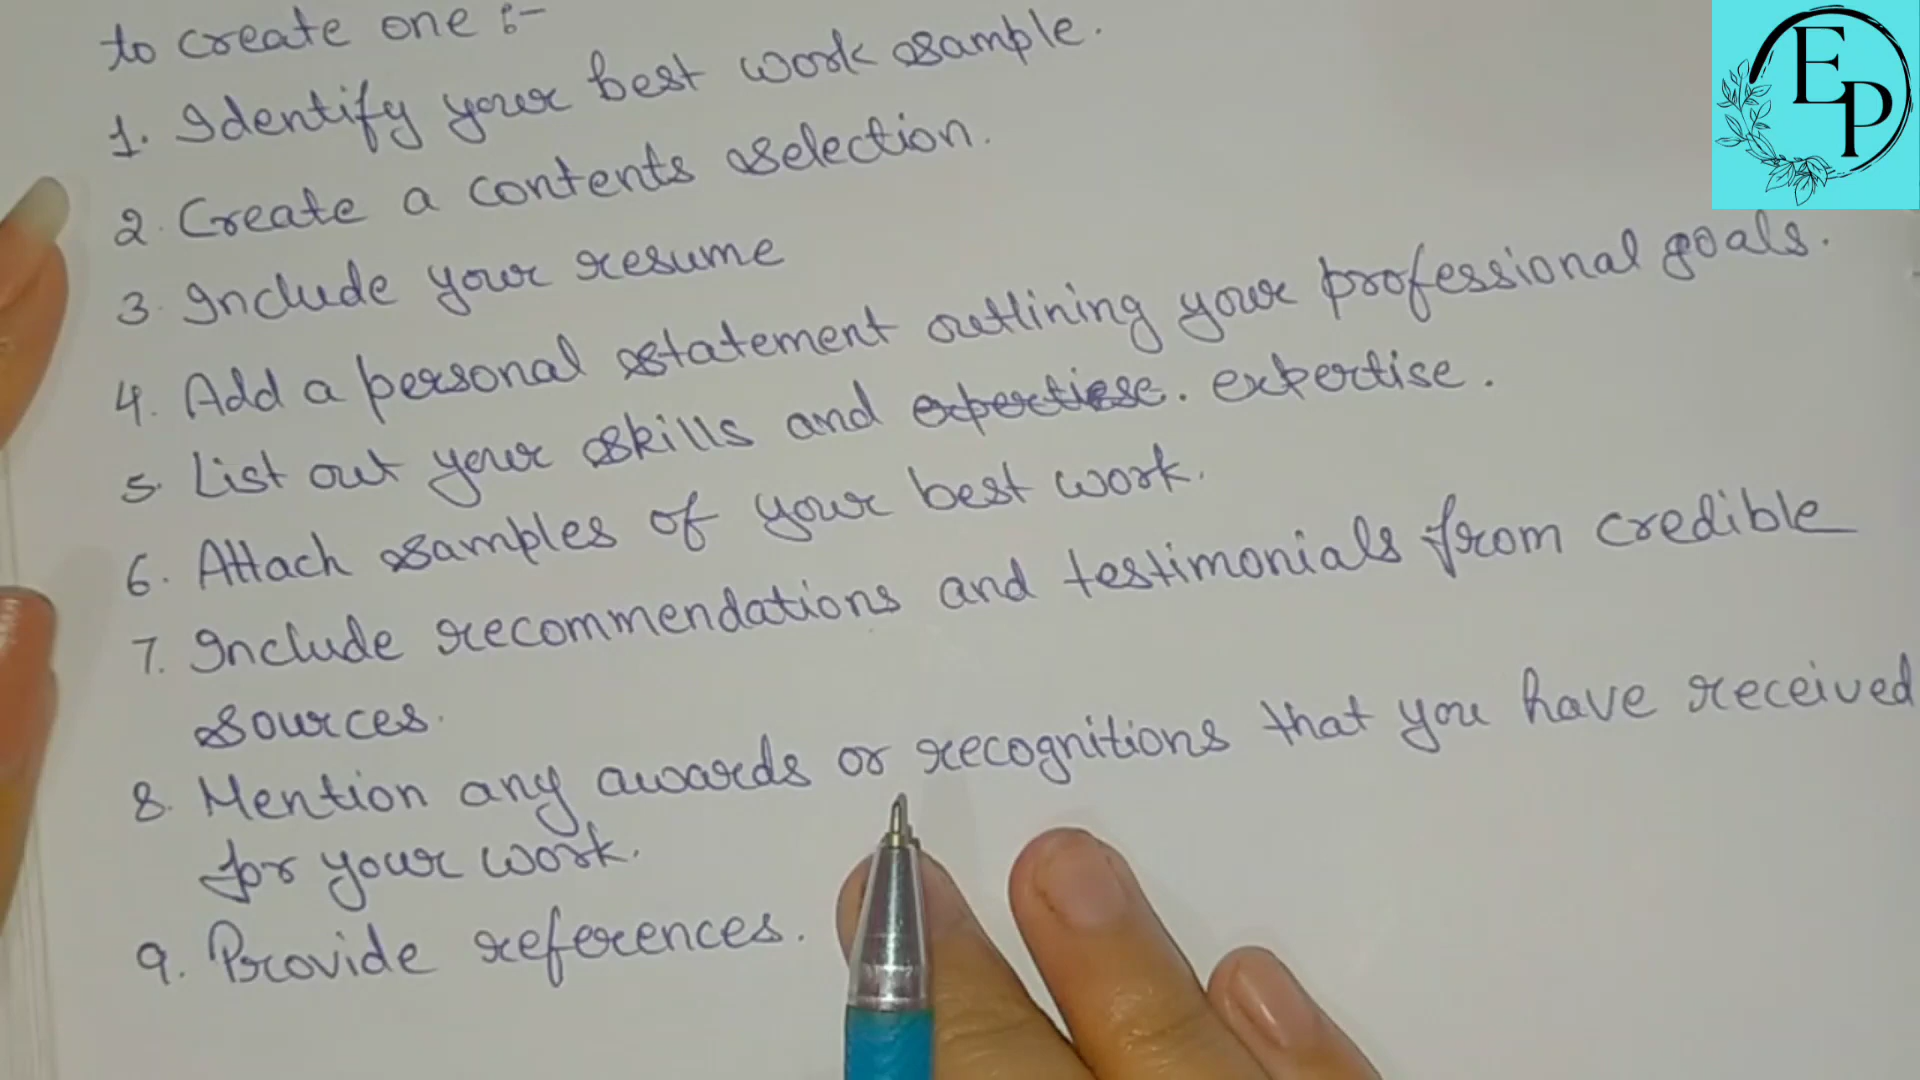 to create one :-
1. Identify your best work sample.
2. Create a contents selection.
3. Include your resume
4. Add a personal statement outlining your professional goals.
5. List out your skills and expertiese. expertise.
6. Attach samples of your best work.
7. Include recommendations and testimonials from credible
sources.
8. Mention any awards or recognitions that you have received
for your work.
9. Provide references.
EP